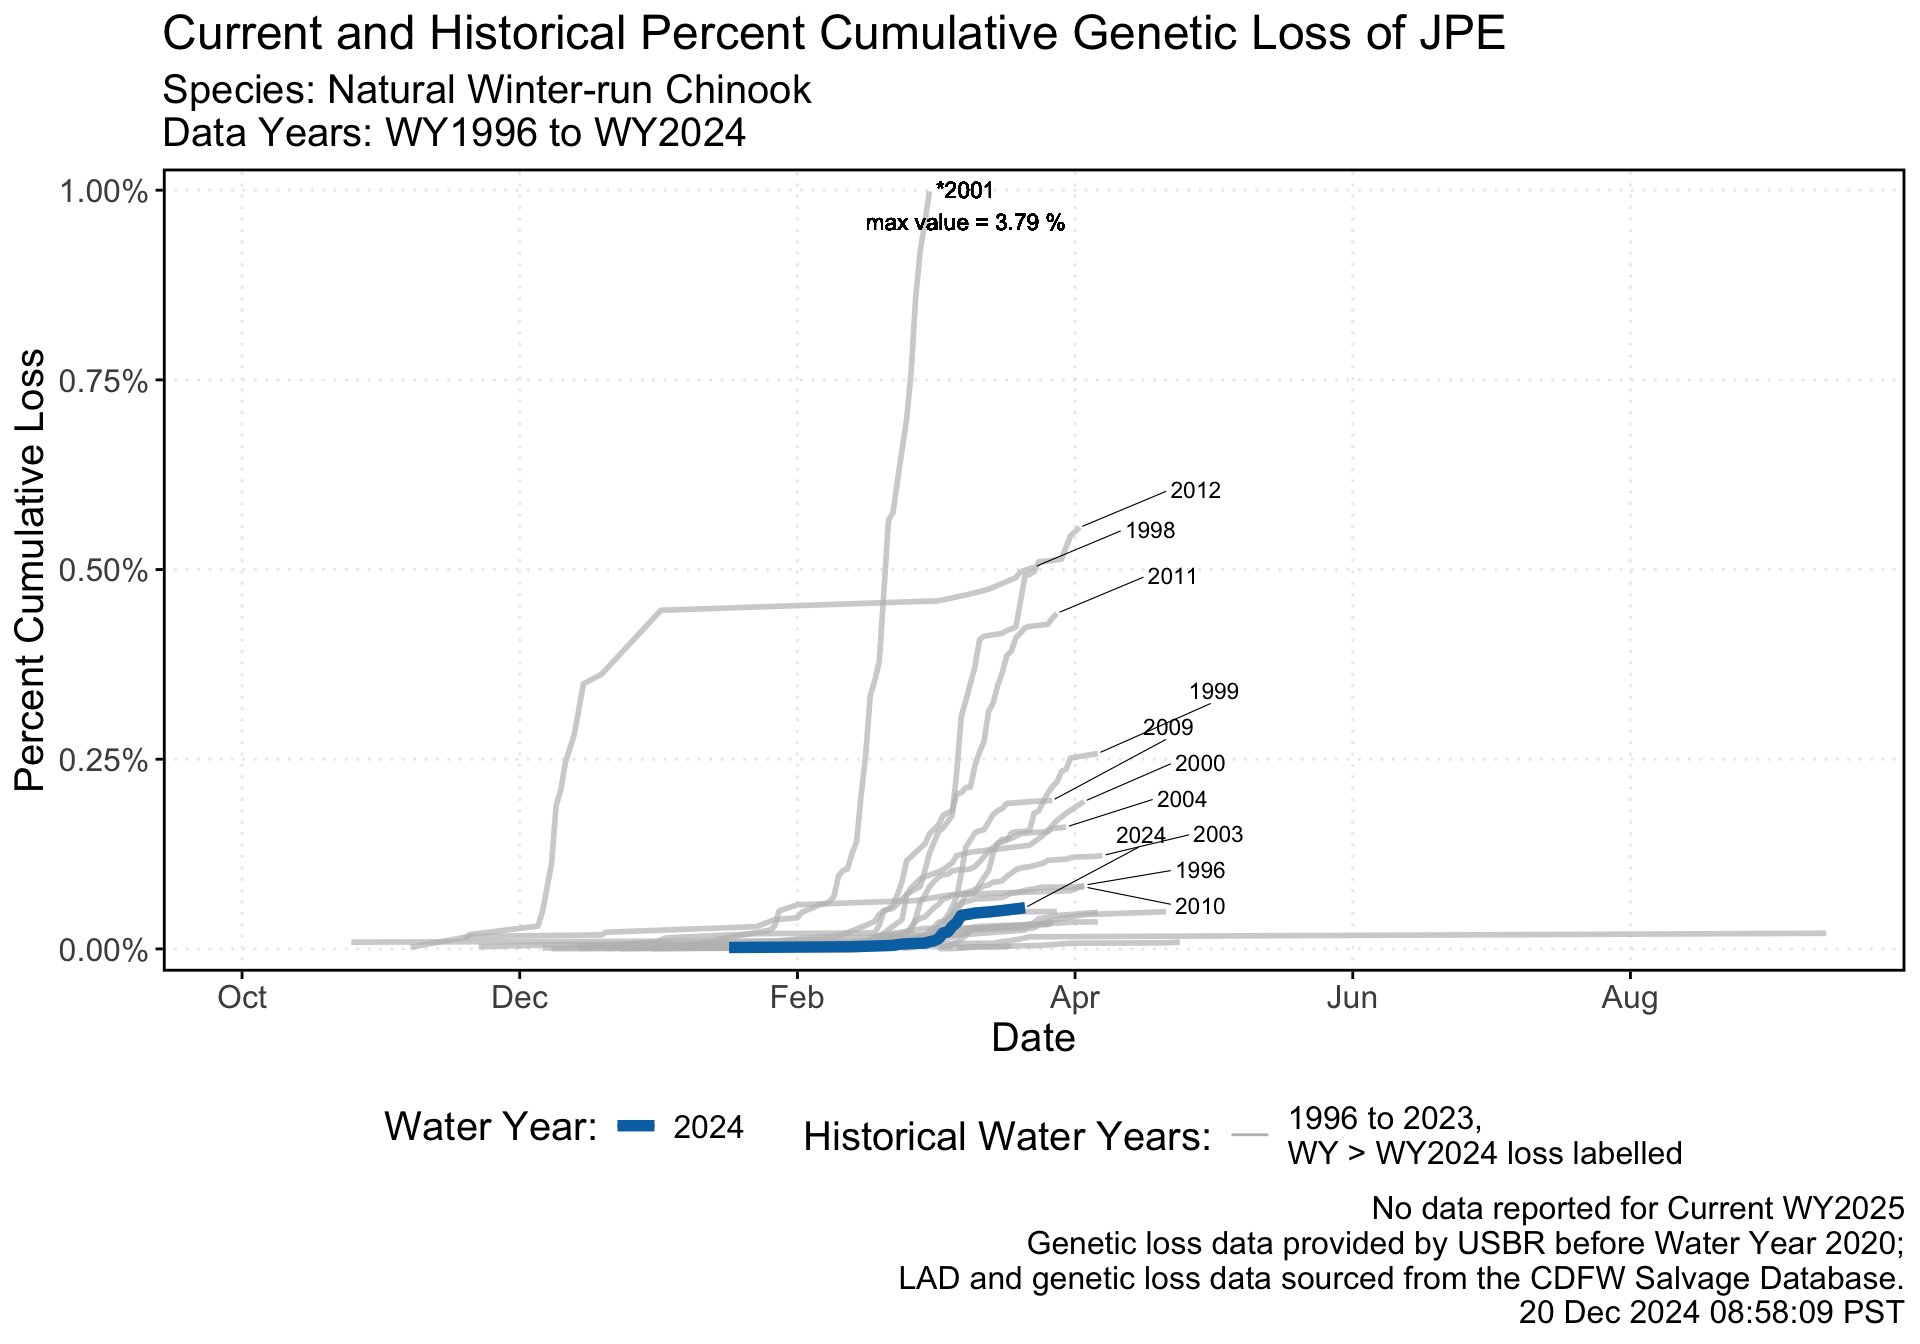 Current and Historical Percent Cumulative Genetic Loss of JPE
Species: Natural Winter-run Chinook
Data Years: WY1996 to WY2024
Percent Cumulative Loss
1.00%
0.75%
0.50%
0.25%
0.00%
*2001
max value = 3.79 %
2012
1998
2011
1999
2009
2000
2004
2024
2003
1996
2010
Oct
Dec
Feb
Apr
Jun
Aug
Date
Water Year:
2024
Historical Water Years:
1996 to 2023,
WY > WY2024 loss labelled
No data reported for Current WY2025
Genetic loss data provided by USBR before Water Year 2020;
LAD and genetic loss data sourced from the CDFW Salvage Database.
20 Dec 2024 08:58:09 PST